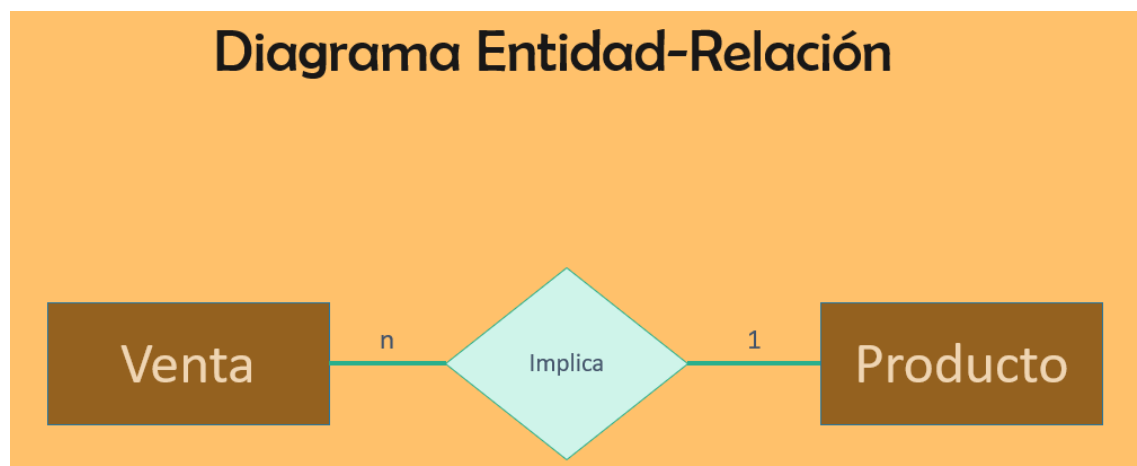 Diagrama Entidad-Relación
Venta
n
Implica
1
Producto